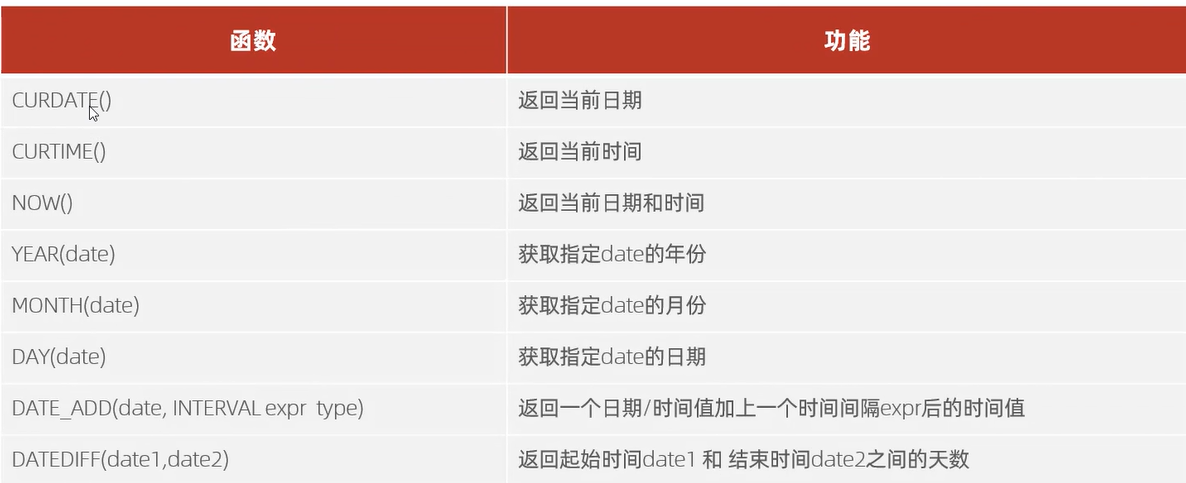 函数 功能
CURDATE() 返回当前日期
CURTIME() 返回当前时间
NOW() 返回当前日期和时间
YEAR(date) 获取指定date的年份
MONTH(date) 获取指定date的月份
DAY(date) 获取指定date的日期
DATE_ADD(date, INTERVAL expr type) 返回一个日期/时间值加上一个时间间隔expr后的时间值
DATEDIFF(date1,date2) 返回起始时间date1 和 结束时间date2之间的天数